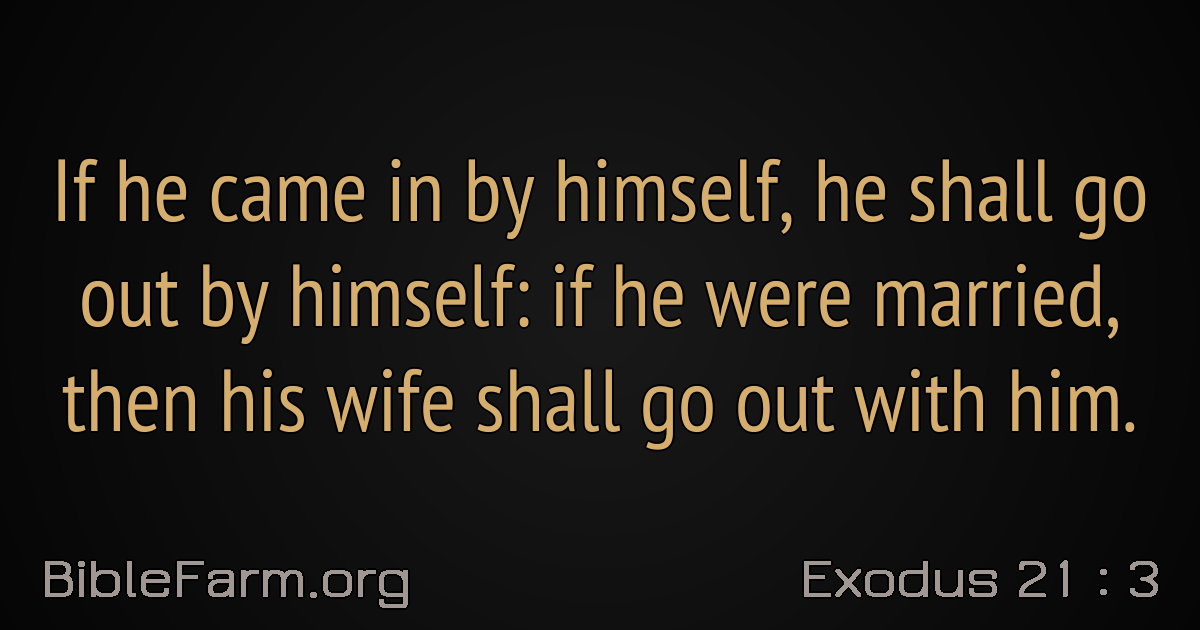 If he came in by himself, he shall go
out by himself: if he were married,
then his wife shall go out with him.
BibleFarm.org
Exodus 21 : 3